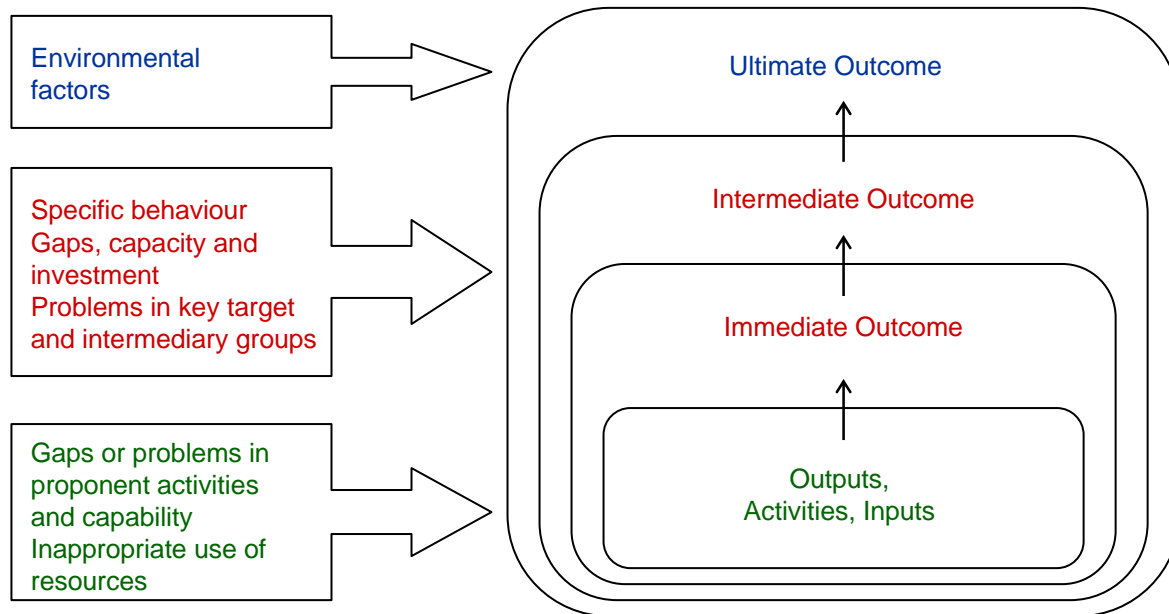 Environmental
factors
Specific behaviour
Gaps, capacity and
investment
Problems in key target
and intermediary groups
Gaps or problems in
proponent activities
and capability
Inappropriate use of
resources
Ultimate Outcome
Intermediate Outcome
Immediate Outcome
Outputs,
Activities, Inputs